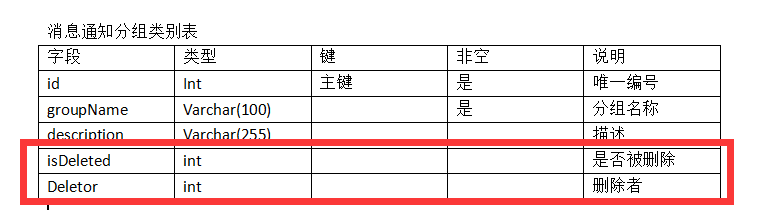 消息通知分组类别表
字段 类型 键 非空 说明
id Int 主键 是 唯一编号
groupName Varchar(100) 是 分组名称
description Varchar(255) 描述
isDeleted int 是否被删除
Deletor int 删除者